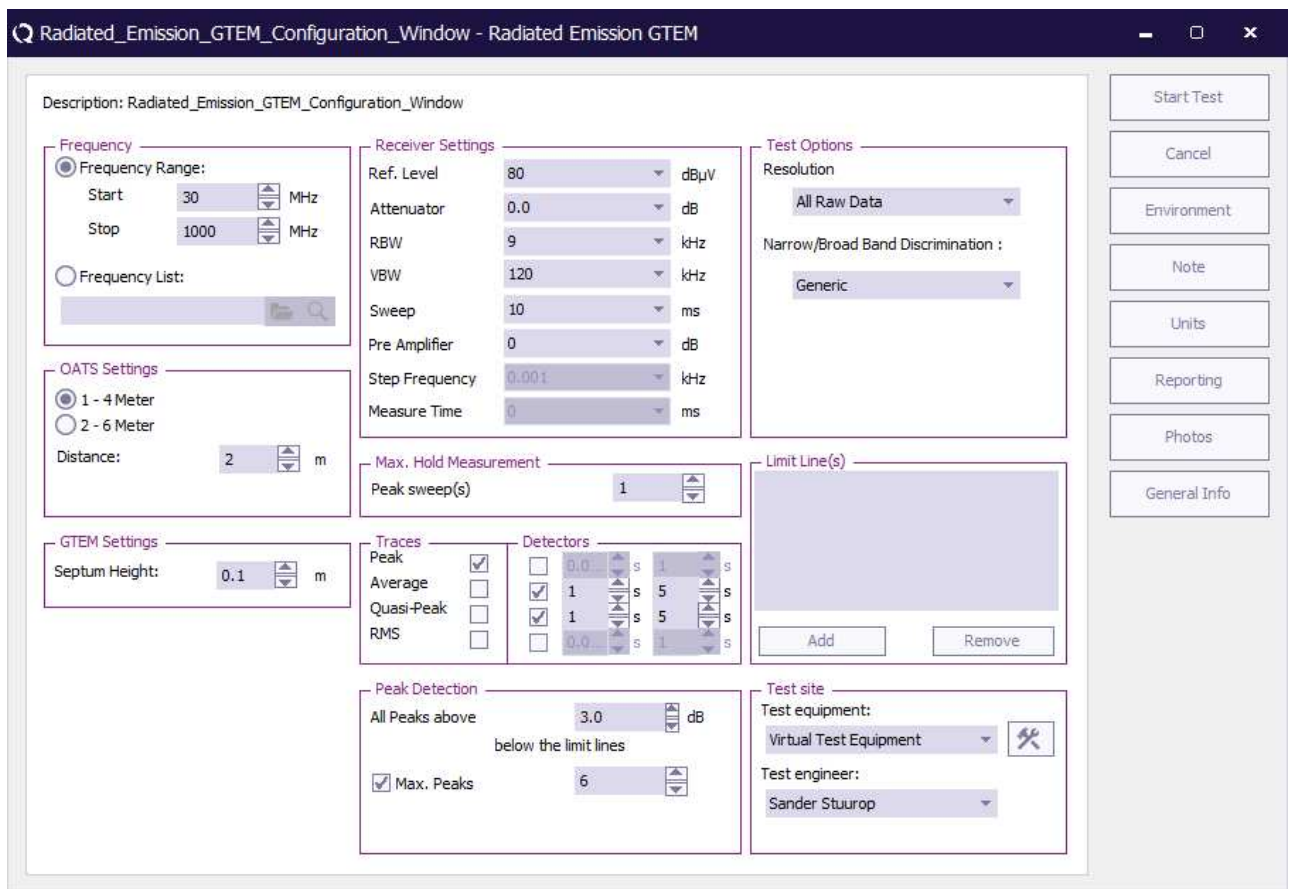 Radiated_Emission_GTEM_Configuration_Window - Radiated Emission GTEM
Description: Radiated_Emission_GTEM_Configuration_Window
Frequency
Frequency Range:
Start 30 MHz
Stop 1000 MHz
Frequency List:
OATS Settings
1 - 4 Meter
2 - 6 Meter
Distance: 2 m
GTEM Settings
Septum Height: 0.1 m
Receiver Settings
Ref. Level 80 dBµV
Attenuator 0.0 dB
RBW 9 kHz
VBW 120 kHz
Sweep 10 ms
Pre Amplifier 0 dB
Step Frequency 0.001 kHz
Measure Time 0 ms
Max. Hold Measurement
Peak sweep(s) 1
Traces Detectors
Peak 0.0... s 1 s
Average 1 s 5 s
Quasi-Peak 1 s 5 s
RMS 0.0... s 1 s
Peak Detection
All Peaks above 3.0 dB
below the limit lines
Max. Peaks 6
Test Options
Resolution
All Raw Data
Narrow/Broad Band Discrimination :
Generic
Limit Line(s)
Add Remove
Test site
Test equipment:
Virtual Test Equipment
Test engineer:
Sander Stuurop
Start Test
Cancel
Environment
Note
Units
Reporting
Photos
General Info